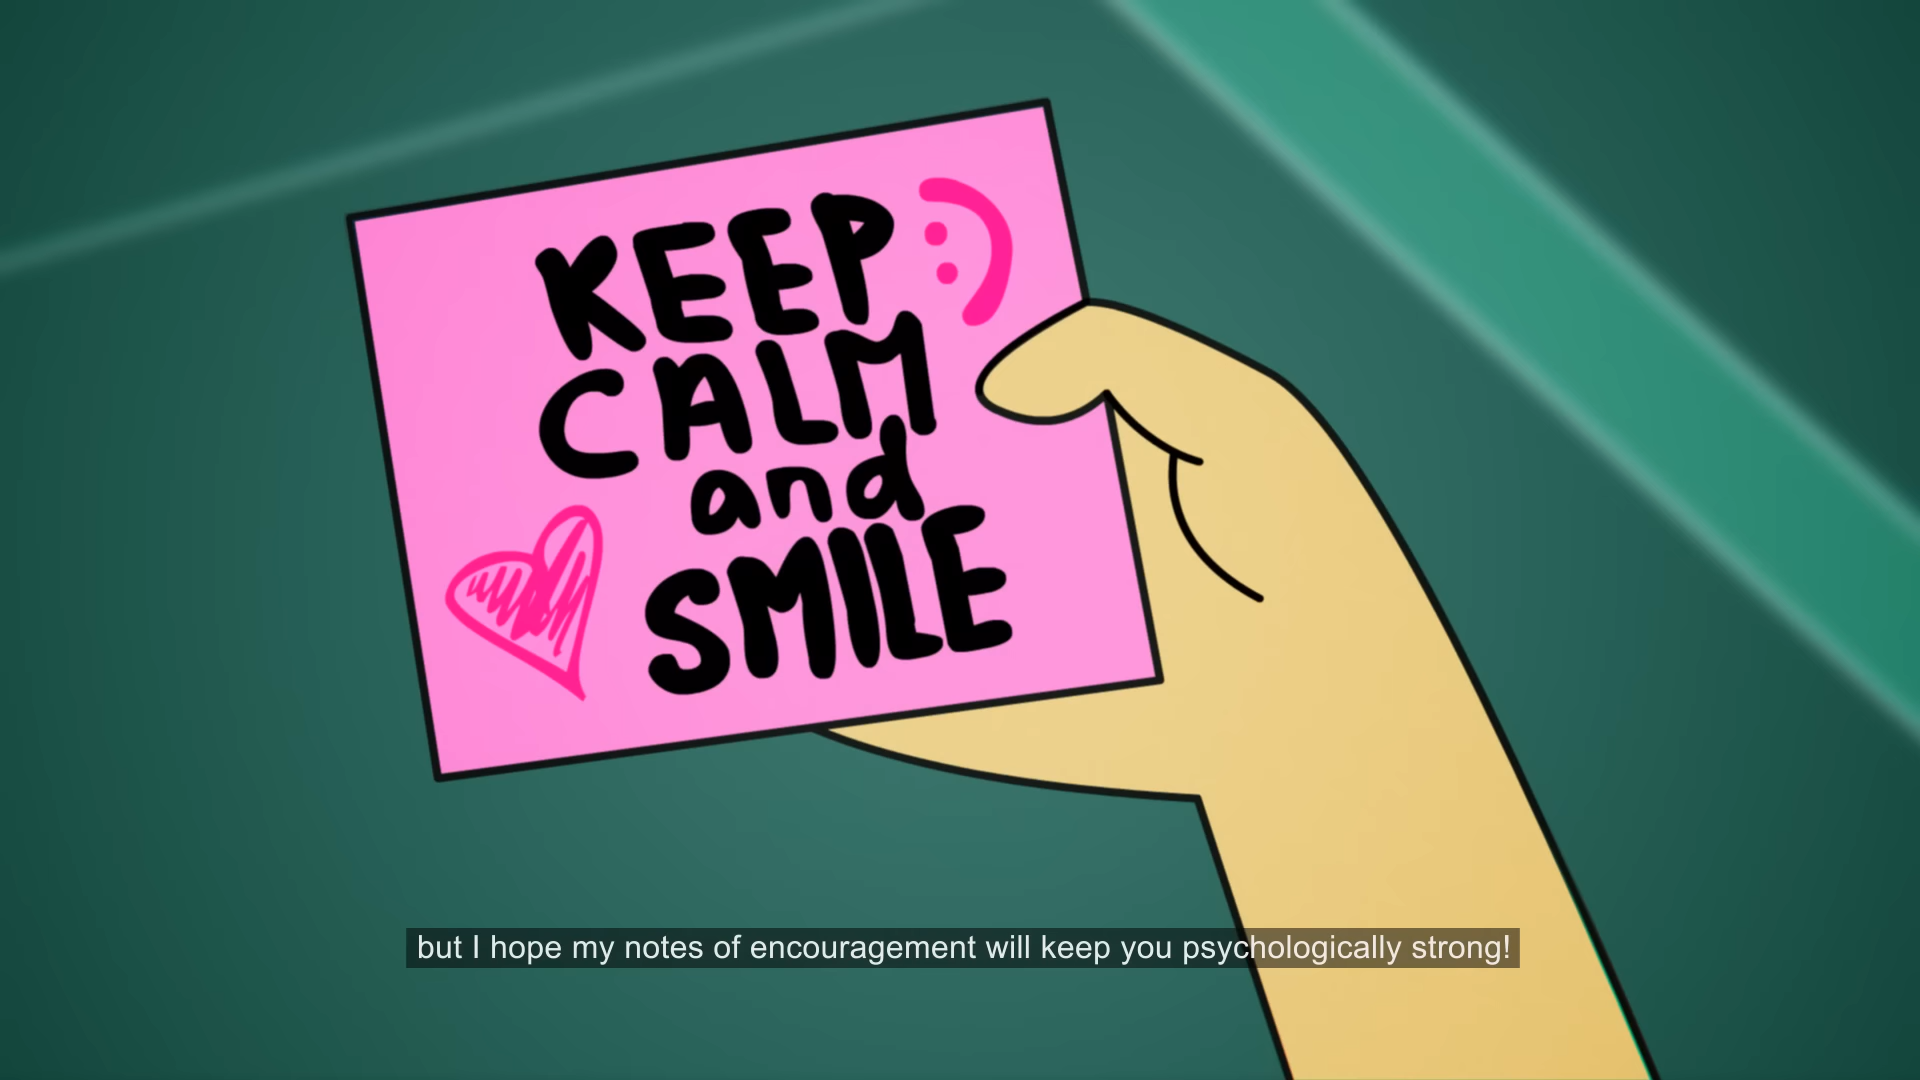 KEEP :)
CALM
and
SMILE
but I hope my notes of encouragement will keep you psychologically strong!